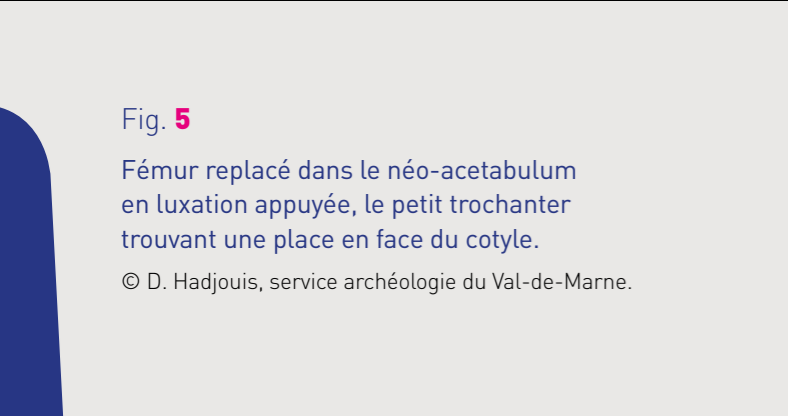 Fig. 5
Fémur replacé dans le néo-acetabulum
en luxation appuyée, le petit trochanter
trouvant une place en face du cotyle.
© D. Hadjouis, service archéologie du Val-de-Marne.